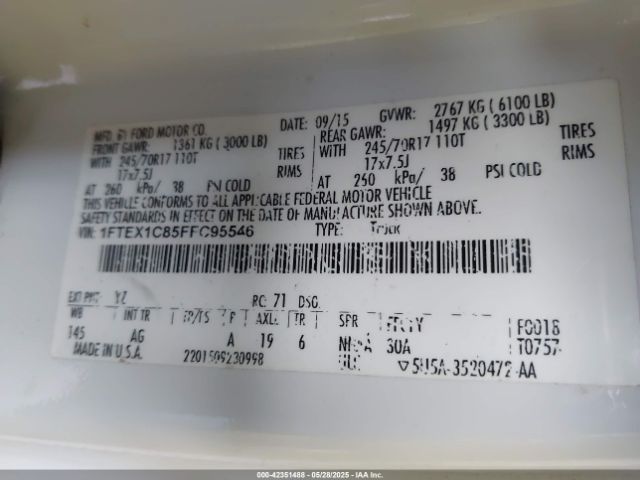 MFD. BY FORD MOTOR CO.
DATE: 09/15
GVWR: 2767 KG ( 6100 LB)
FRONT GAWR: 1361 KG ( 3000 LB)
REAR GAWR: 1497 KG ( 3300 LB)
WITH 245/70R17 110T TIRES
WITH 245/70R17 110T TIRES
17x7.5J RIMS
17x7.5J RIMS
AT 260 kPa/ 38 PSI COLD
AT 260 kPa/ 38 PSI COLD
THIS VEHICLE CONFORMS TO ALL APPLICABLE FEDERAL MOTOR VEHICLE
SAFETY STANDARDS IN EFFECT ON THE DATE OF MANUFACTURE SHOWN ABOVE.
VIN: 1FTEX1C85FFC95546
TYPE: Truck
EXT PNT: YZ RC: 71 DSO:
WB INT TR TP/PS R AXLE TR SPR
F0018
145 AG A 19 6 30A
T0757
MADE IN U.S.A. 2201509230998
5U5A-3520472-AA
000-42351488 - 05/28/2025 - IAA Inc.